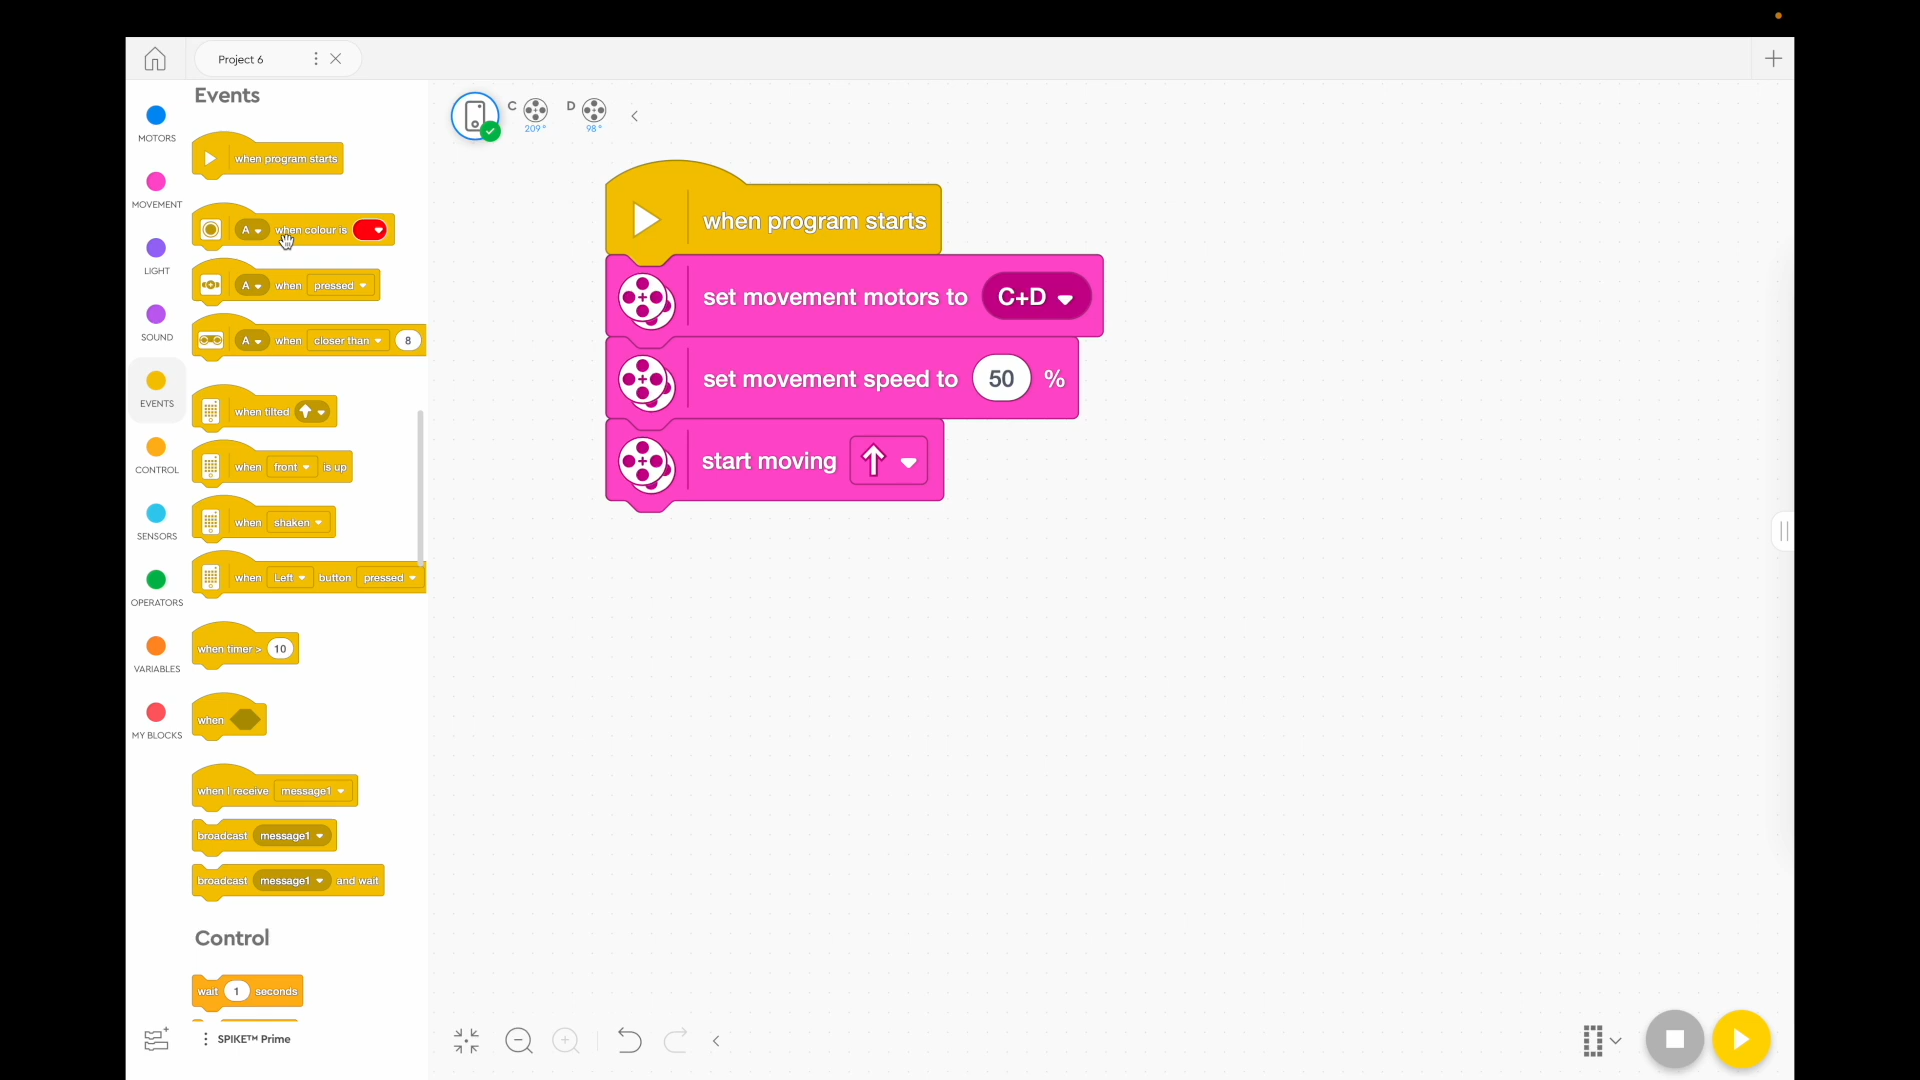 Project 6
MOTORS
MOVEMENT
LIGHT
SOUND
EVENTS
CONTROL
SENSORS
OPERATORS
VARIABLES
MY BLOCKS
Events
when program starts
A when colour is
A when pressed
A when closer than 8
when tilted
when front is up
when shaken
when Left button pressed
when timer > 10
when
when I receive message1
broadcast message1
broadcast message1 and wait
Control
wait 1 seconds
SPIKE™ Prime
C 209° D 98°
when program starts
set movement motors to C+D
set movement speed to 50 %
start moving